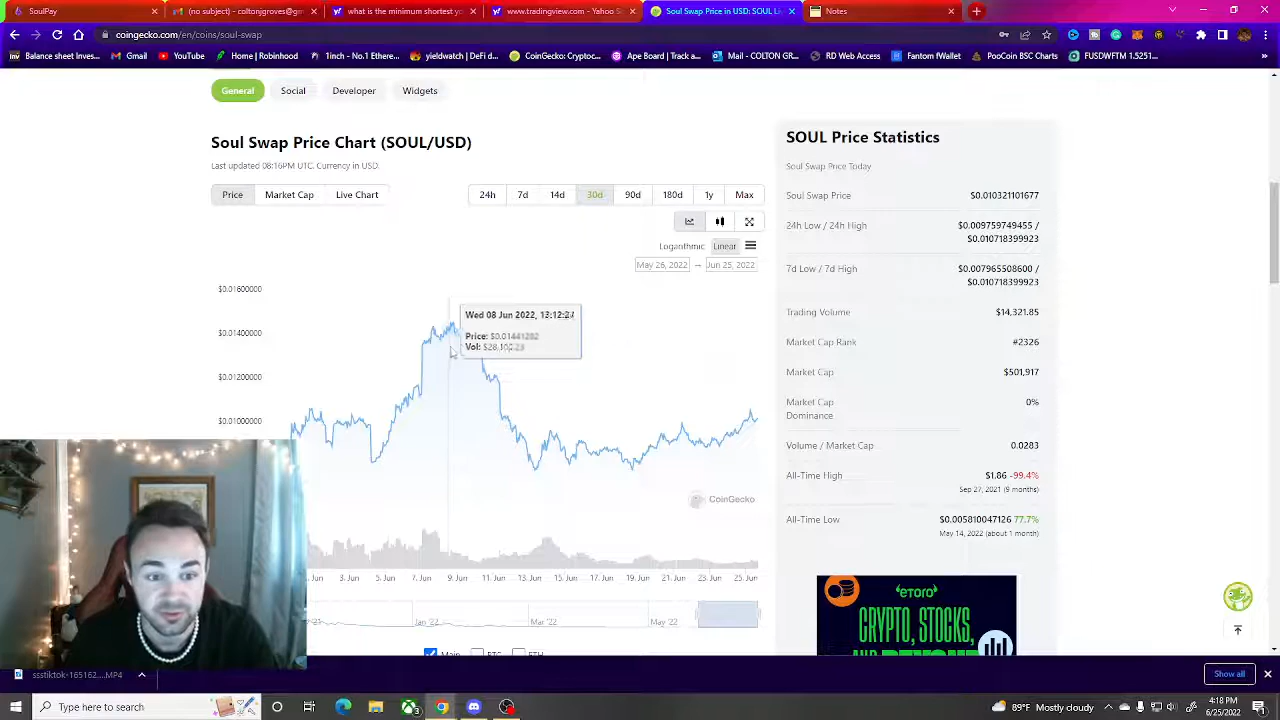 SoulPay
(no subject) - coltongroves@gm
what is the minimum shortest yo
www.tradingview.com - Yahoo S
Soul Swap Price in USD: SOUL Li
Notes
coingecko.com/en/coins/soul-swap
Balance sheet Inves...
Gmail
YouTube
Home | Robinhood
1inch - No.1 Ethere...
yieldwatch | DeFi d...
CoinGecko: Cryptoc...
Ape Board | Track a...
Mail - COLTON GR...
RD Web Access
Fantom fWallet
PooCoin BSC Charts
FUSDWFTM 1.5251...
General
Social
Developer
Widgets
Soul Swap Price Chart (SOUL/USD)
Last updated 08:16PM UTC. Currency in USD.
Price
Market Cap
Live Chart
24h
7d
14d
30d
90d
180d
1y
Max
Logarithmic
Linear
May 26, 2022 → Jun 25, 2022
$0.01600000
$0.01400000
$0.01200000
$0.01000000
Wed 08 Jun 2022, 13:12:24
Price: $0.01441202
Vol:
CoinGecko
Jun
3. Jun
5. Jun
7. Jun
9. Jun
11. Jun
13. Jun
15. Jun
17. Jun
19. Jun
21. Jun
23. Jun
25. Jun
Jan '22
Mar '22
May '22
SOUL Price Statistics
Soul Swap Price Today
Soul Swap Price
$0.010321101677
24h Low / 24h High
$0.009759749455 /
$0.010718399923
7d Low / 7d High
$0.007965508600 /
$0.010718399923
Trading Volume
$14,321.85
Market Cap Rank
#2326
Market Cap
$501,917
Market Cap
Dominance
0%
Volume / Market Cap
0.0283
All-Time High
$1.86 -99.4%
Sep 27, 2021 (9 months)
All-Time Low
$0.005810047126 77.7%
May 14, 2022 (about 1 month)
eTORO
CRYPTO, STOCKS,
ssstiktok-165162....MP4
Show all
Type here to search
89°F Mostly cloudy
4:18 PM
6/25/2022